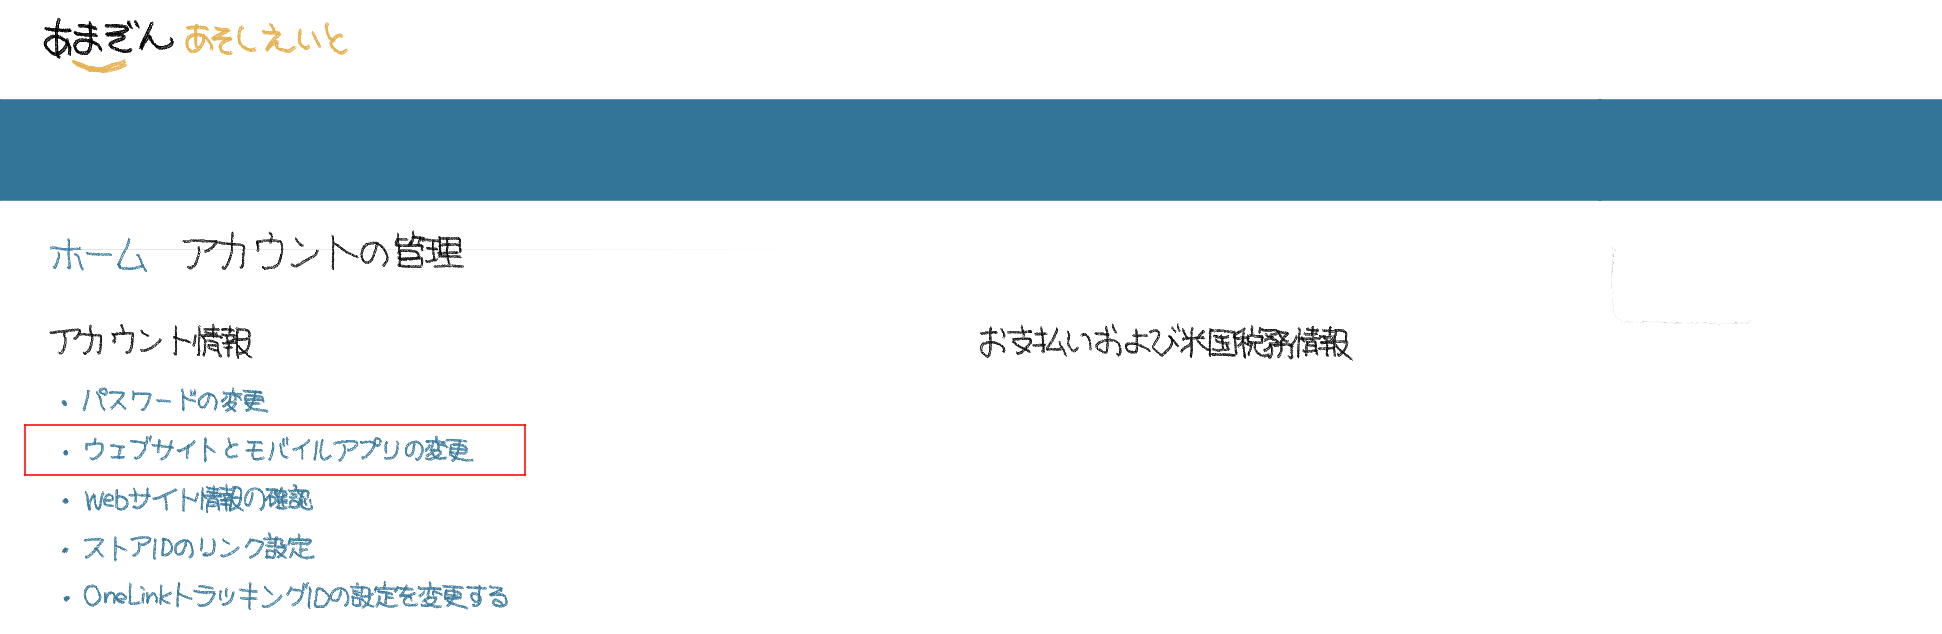 あまぞん あそしえいと
ホーム アカウントの管理
アカウント情報
・パスワードの変更
・ウェブサイトとモバイルアプリの変更
・Webサイト情報の確認
・ストアIDのリンク設定
・OneLinkトラッキングIDの設定を変更する
お支払いおよび米国税務情報